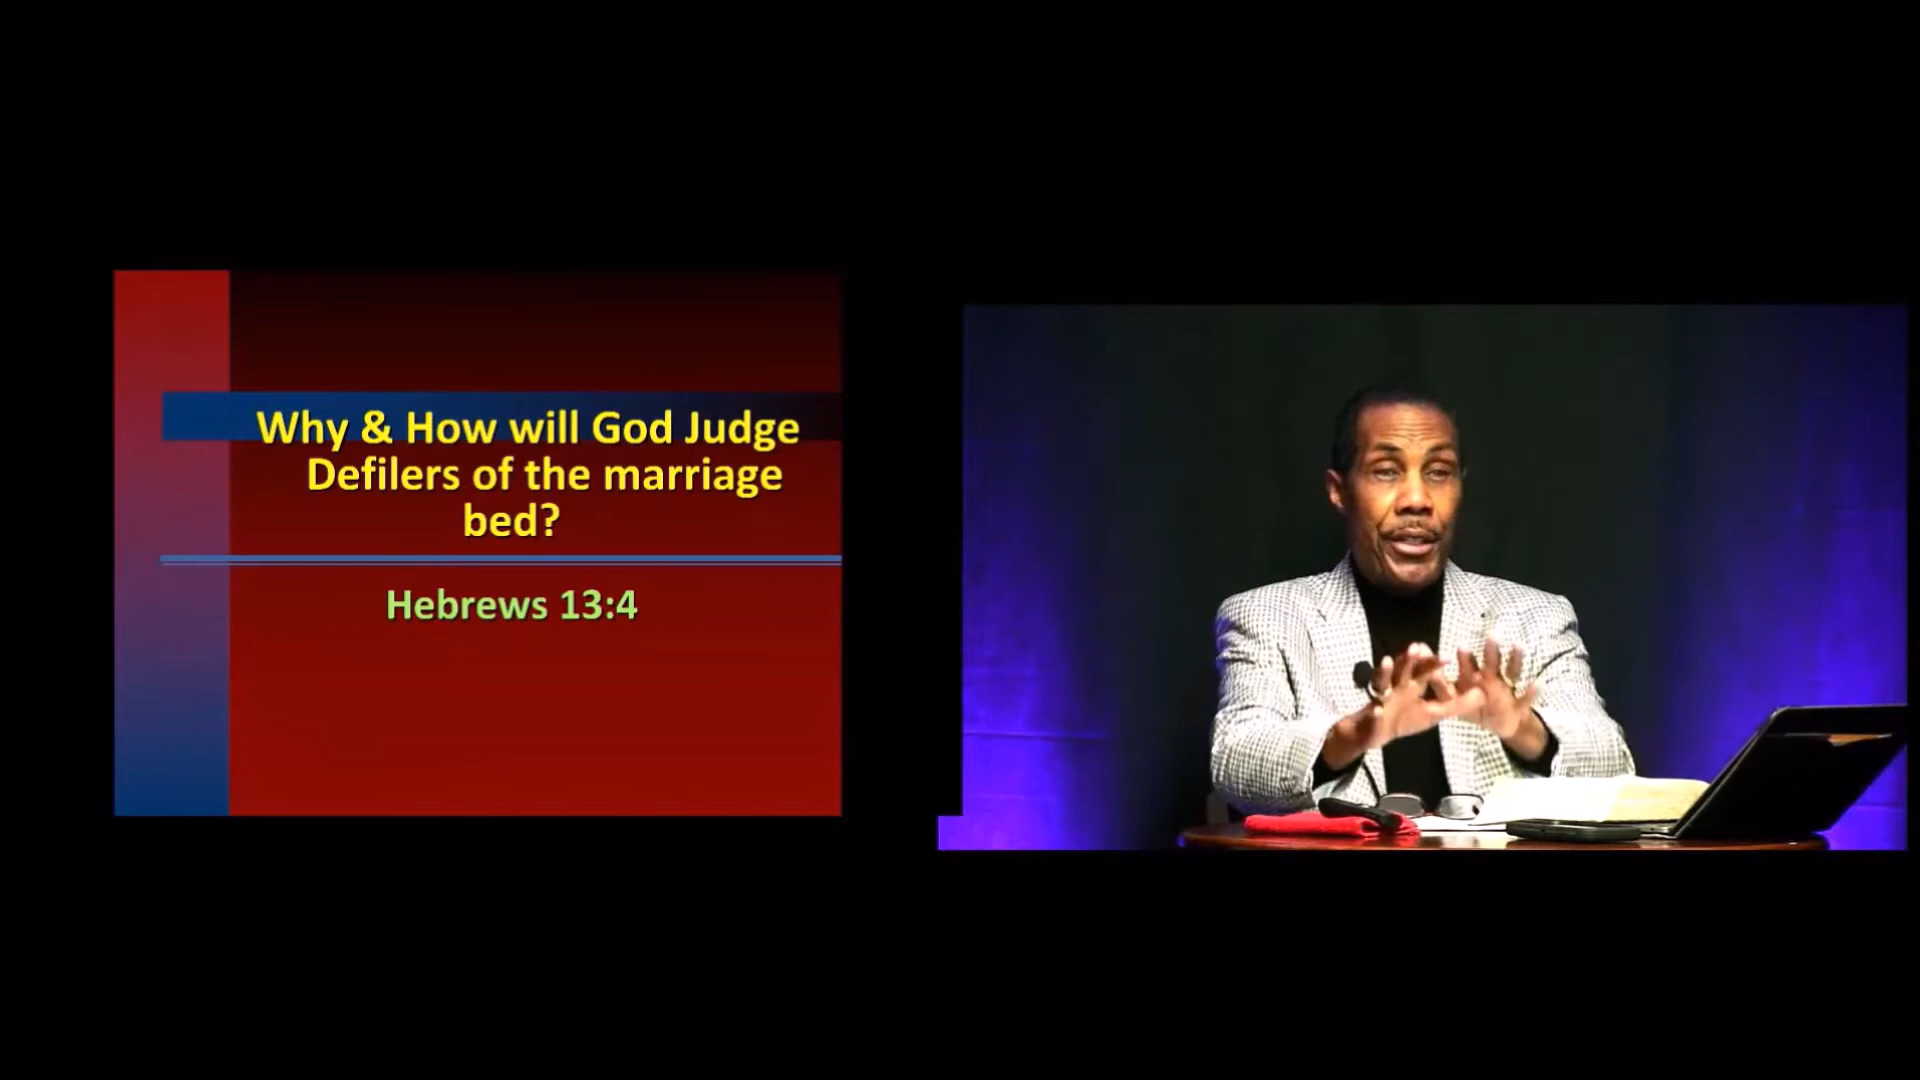 Why & How will God Judge
Defilers of the marriage
bed?
Hebrews 13:4